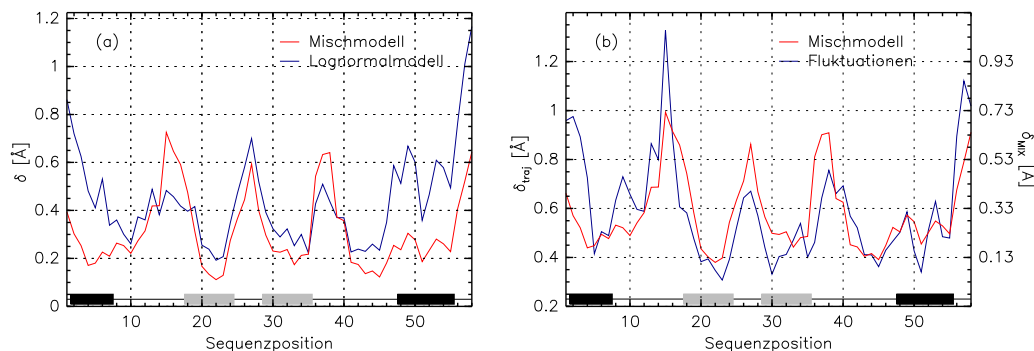 (a)
Mischmodell
Lognormalmodell
δ [Å]
1.2
1
0.8
0.6
0.4
0.2
0
10
20
30
40
50
Sequenzposition
(b)
Mischmodell
Fluktuationen
δtraj [Å]
1.2
1
0.8
0.6
0.4
0.2
10
20
30
40
50
Sequenzposition
0.93
0.73
0.53
0.33
0.13
δMIX [Å]